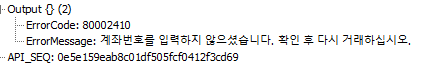 Output {} (2)
ErrorCode: 80002410
ErrorMessage: 계좌번호를 입력하지 않으셨습니다. 확인 후 다시 거래하십시오.
API_SEQ: 0e5e159eab8c01df505fcf0412f3cd69